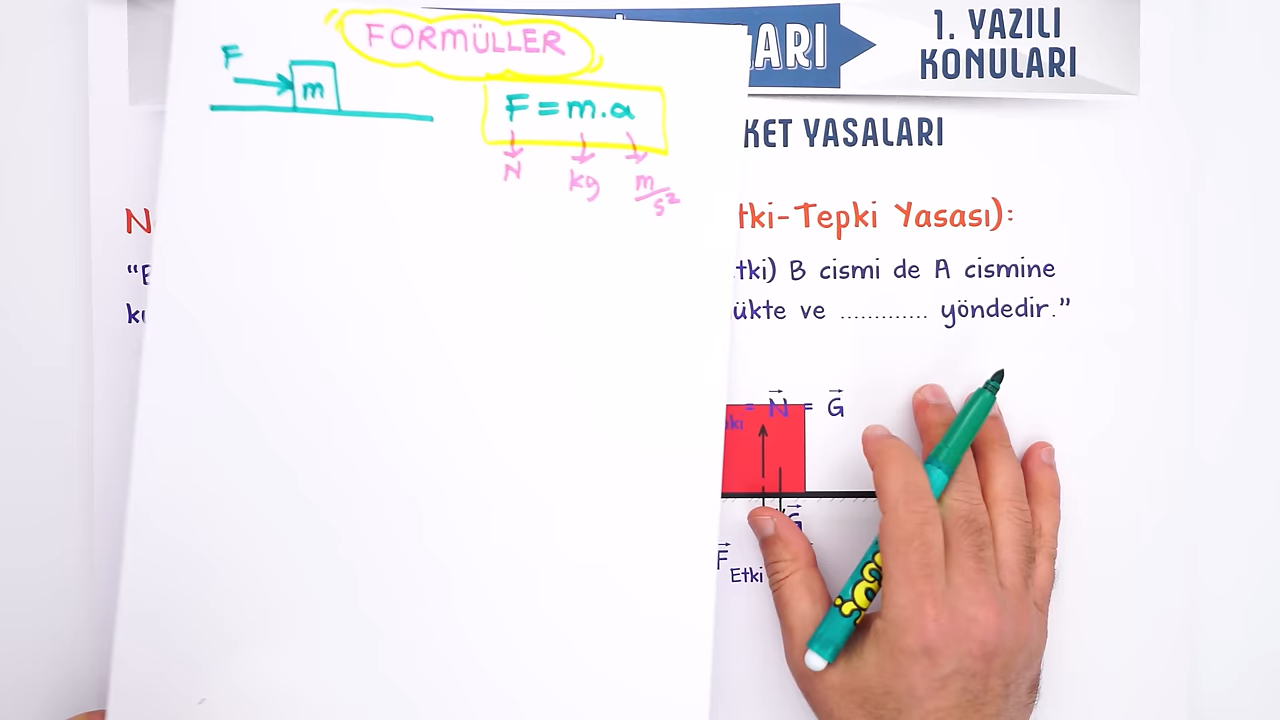 FORMÜLLER
F
m
F = m.a
N kg m/s²
1. YAZILI
KONULARI
KET YASALARI
tki-Tepki Yasası):
tki) B cismi de A cismine
ükte ve ............. yöndedir.”
= N = G
G
F Etki